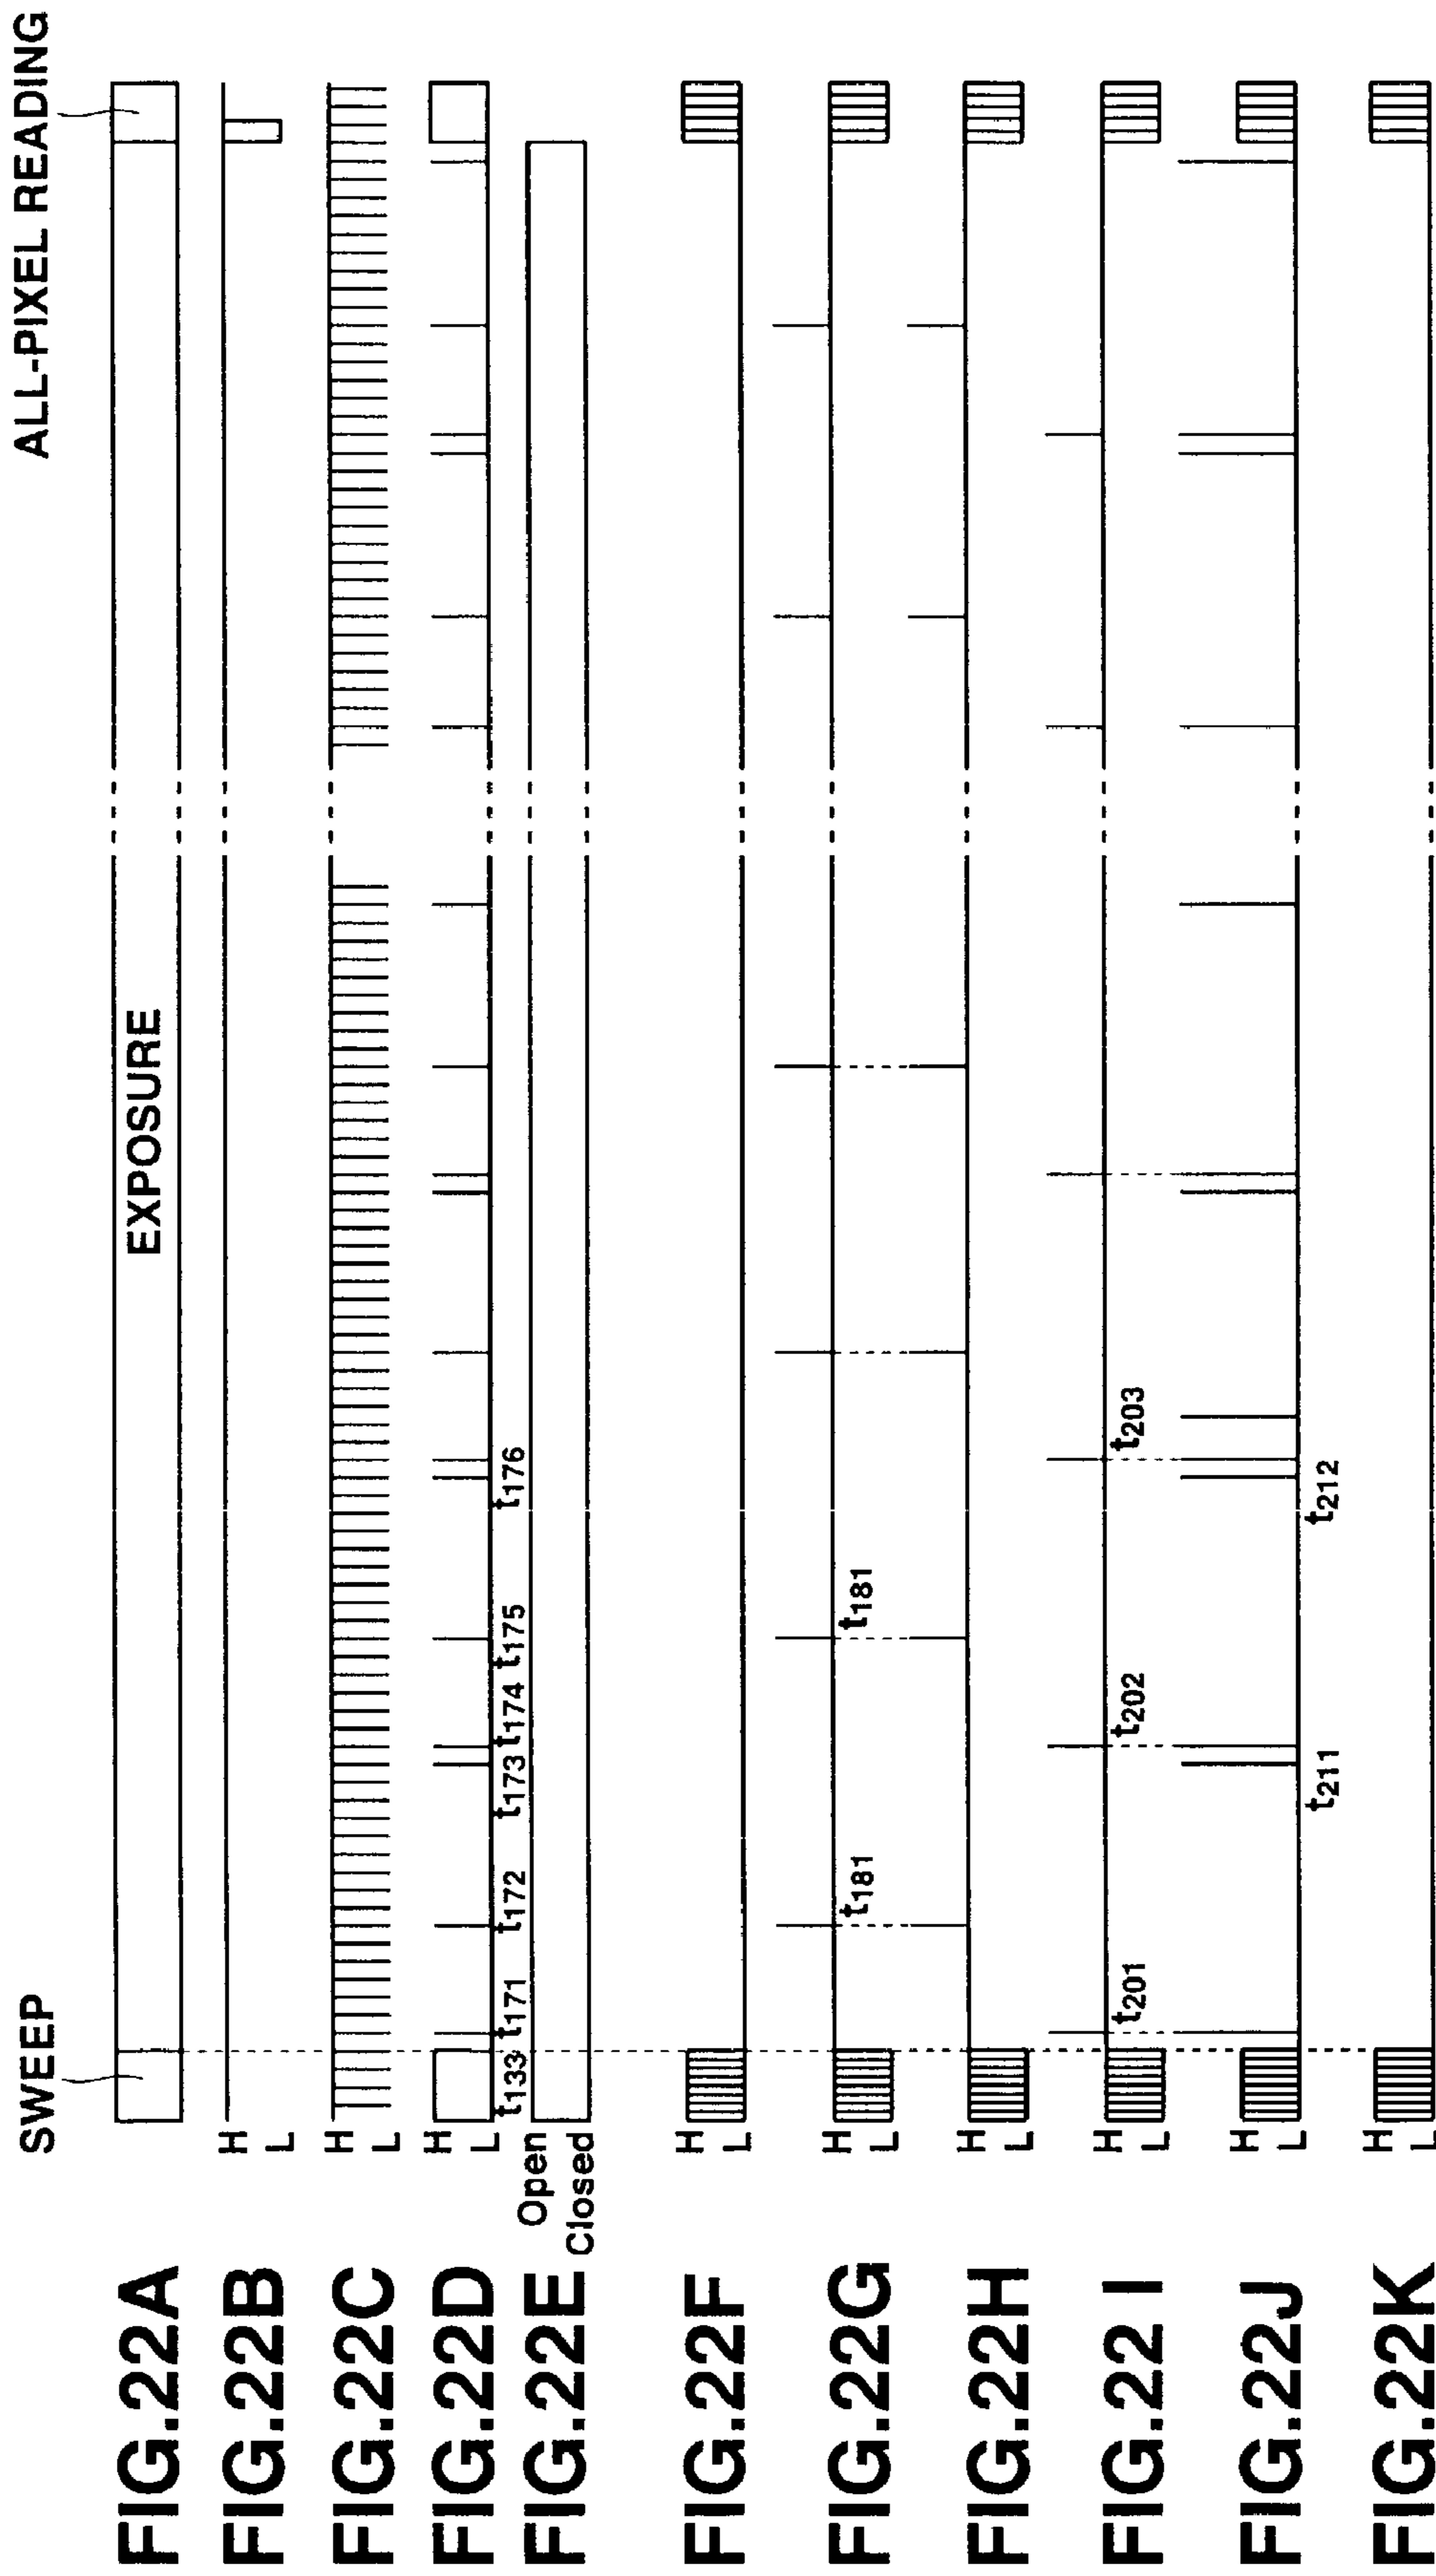 SWEEP
ALL-PIXEL READING
FIG.22A
EXPOSURE
FIG.22B
H
L
FIG.22C
H
L
FIG.22D
H
L
t133
t171
t172
t173
t174
t175
t176
FIG.22E
Open
Closed
FIG.22F
H
L
FIG.22G
H
L
t181
t181
FIG.22H
H
L
FIG.22 I
H
L
t201
t202
t203
FIG.22J
H
L
t211
t212
FIG.22K
H
L